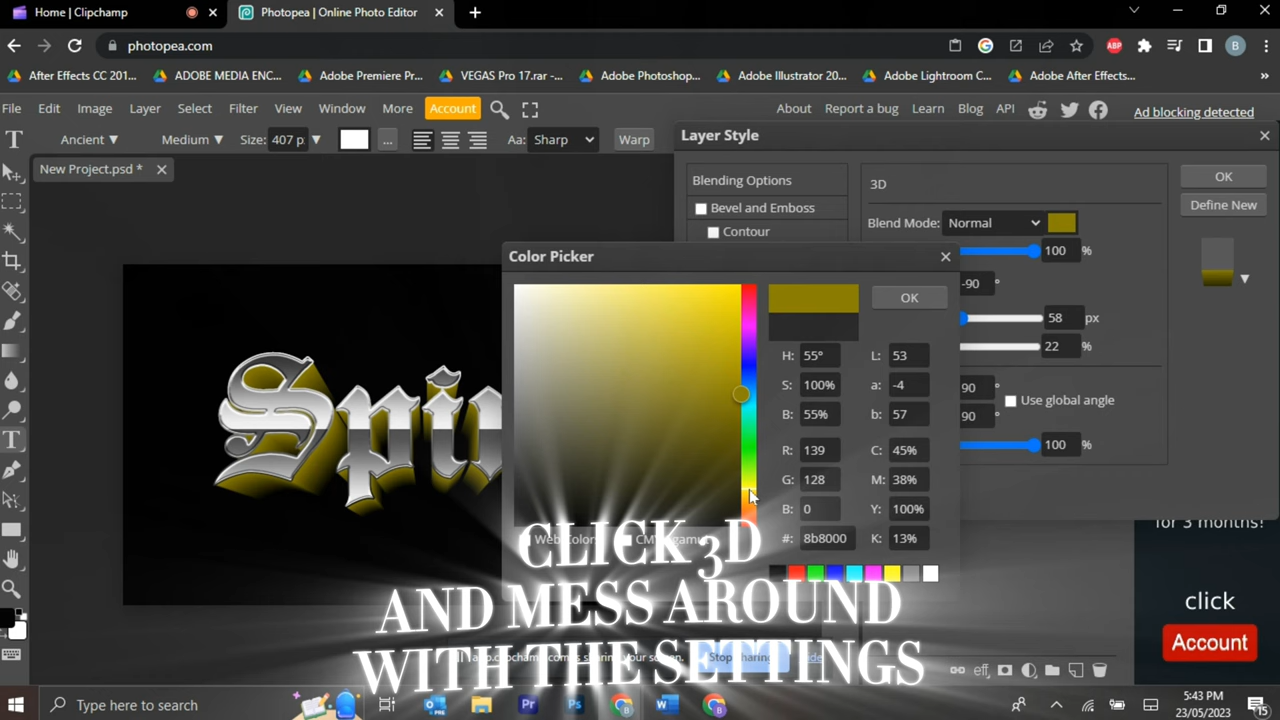 Home | Clipchamp
Photopea | Online Photo Editor
photopea.com
After Effects CC 201...
ADOBE MEDIA ENC...
Adobe Premiere Pr...
VEGAS Pro 17.rar -...
Adobe Photoshop...
Adobe Illustrator 20...
Adobe Lightroom C...
Adobe After Effects...
File Edit Image Layer Select Filter View Window More Account
About Report a bug Learn Blog API
Ad blocking detected
Ancient Medium Size: 407 p ... Aa: Sharp Warp
New Project.psd *
Layer Style
Blending Options
Bevel and Emboss
Contour
3D
OK
Define New
Blend Mode: Normal
100 %
-90 °
58 px
22 %
90 °
90 °
Use global angle
100 %
Color Picker
OK
H: 55° L: 53
S: 100% a: -4
B: 55% b: 57
R: 139 C: 45%
G: 128 M: 38%
B: 0 Y: 100%
#: 8b8000 K: 13%
CLICK 3D
AND MESS AROUND
WITH THE SETTINGS
Stop sharing
for 3 months!
click
Account
eff
Type here to search
5:43 PM
23/05/2023
15